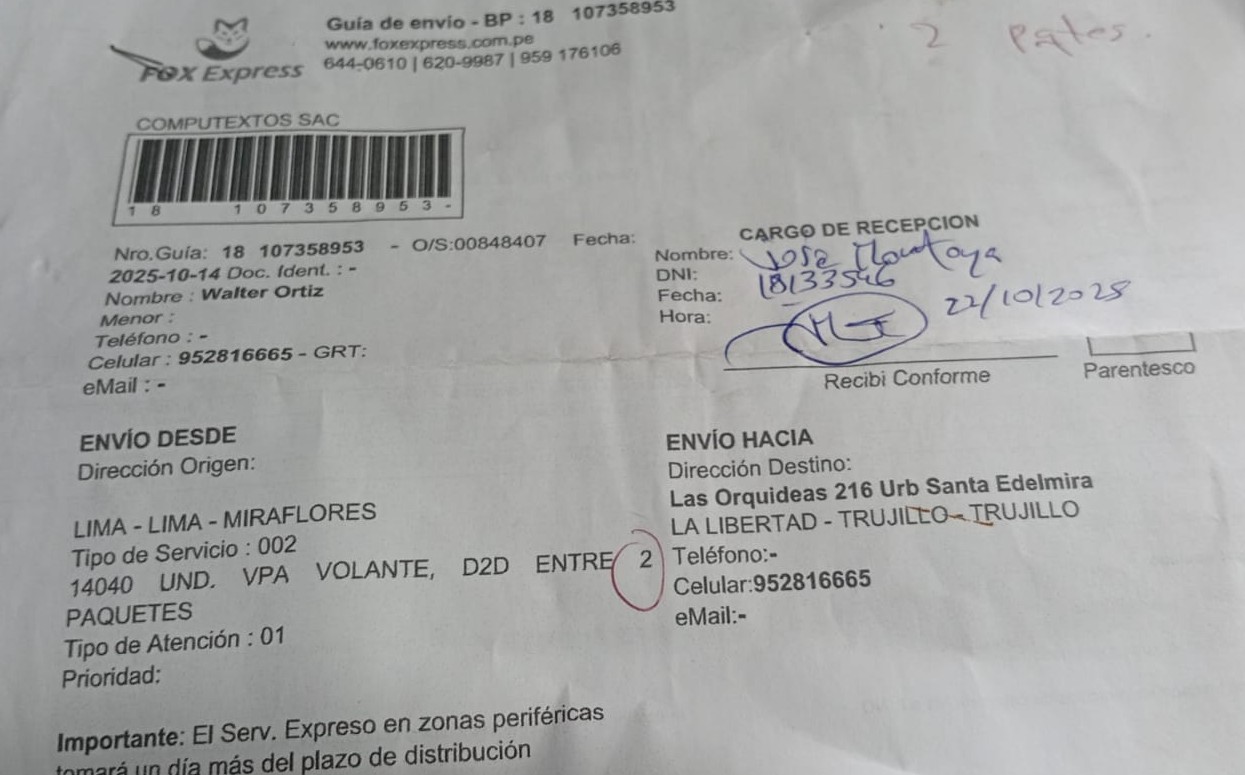 Guía de envío - BP : 18 107358953
www.foxexpress.com.pe
644-0610 | 620-9987 | 959 176106
FOX Express
2
COMPUTEXTOS SAC
18 107358953-
Nro.Guía: 18 107358953 - O/S:00848407 Fecha:
2025-10-14 Doc. Ident. : -
Nombre : Walter Ortiz
Menor :
Teléfono : -
Celular : 952816665 - GRT:
eMail : -
CARGO DE RECEPCION
Nombre: Jose Montoya
DNI: 18133546
Fecha: 22/10/2025
Hora:
Recibi Conforme
Parentesco
ENVÍO DESDE
Dirección Origen:
LIMA - LIMA - MIRAFLORES
Tipo de Servicio : 002
14040 UND. VPA VOLANTE, D2D ENTRE 2
PAQUETES
Tipo de Atención : 01
Prioridad:
ENVÍO HACIA
Dirección Destino:
Las Orquideas 216 Urb Santa Edelmira
LA LIBERTAD - TRUJILLO - TRUJILLO
Teléfono:-
Celular:952816665
eMail:-
Importante: El Serv. Expreso en zonas periféricas
tomará un día más del plazo de distribución